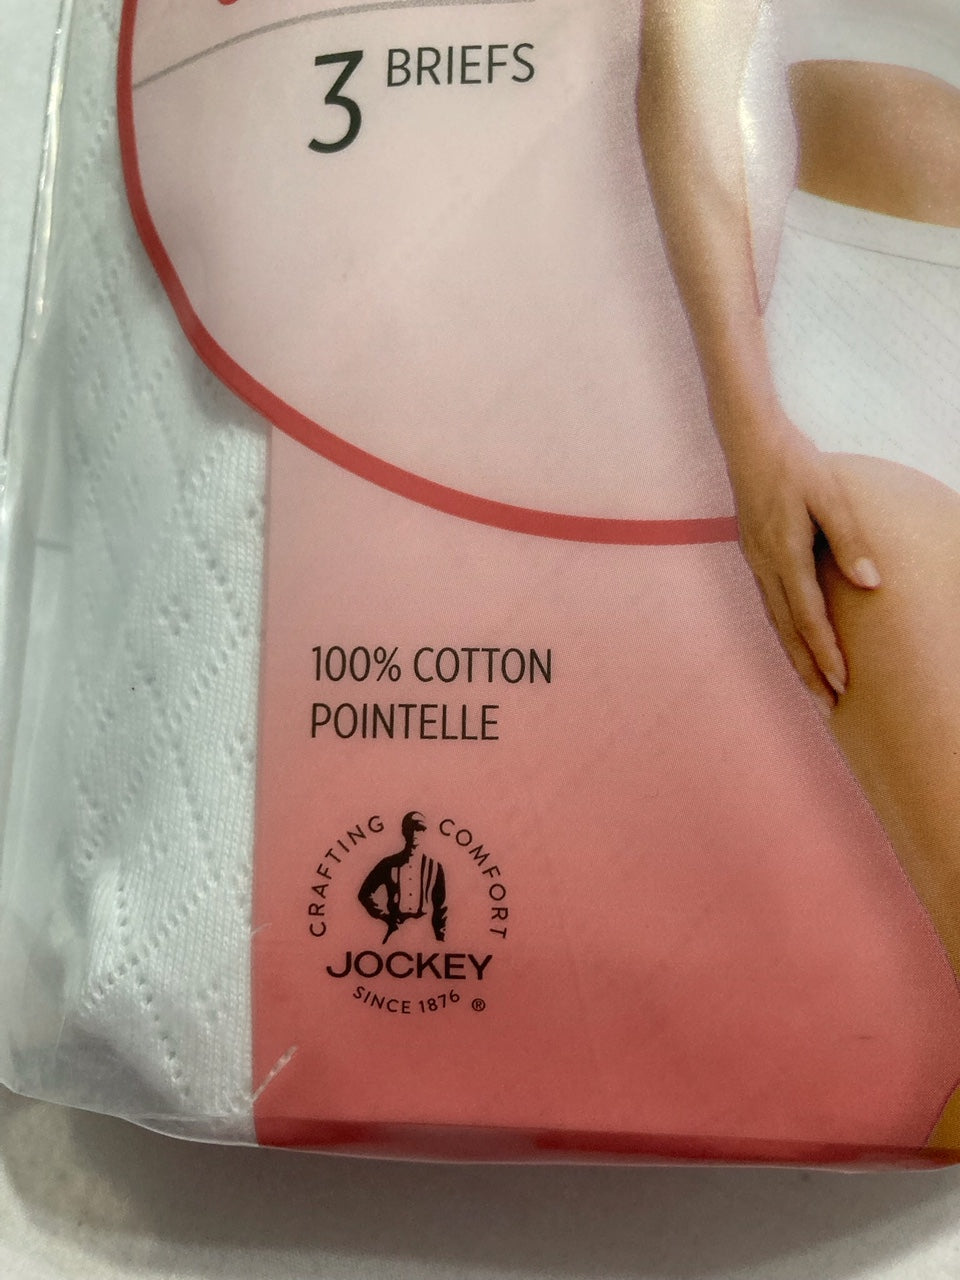 3 BRIEFS
100% COTTON
POINTELLE
CRAFTING COMFORT
JOCKEY
SINCE 1876 ®